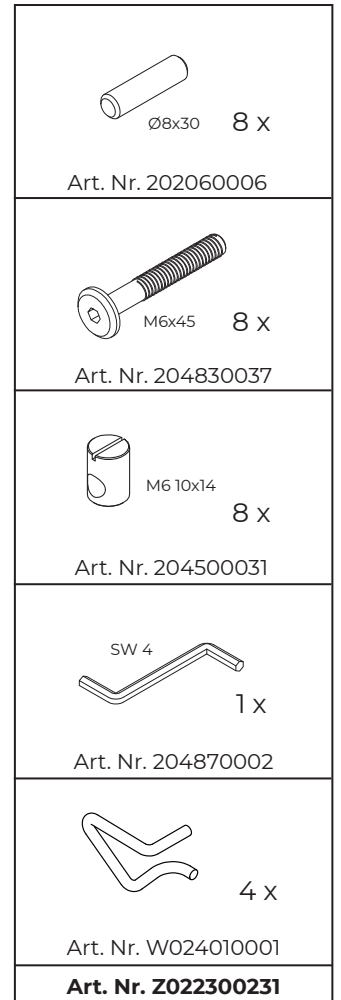 Ø8x30 8 x
Art. Nr. 202060006
M6x45 8 x
Art. Nr. 204830037
M6 10x14
8 x
Art. Nr. 204500031
SW 4
1 x
Art. Nr. 204870002
4 x
Art. Nr. W024010001
Art. Nr. Z022300231